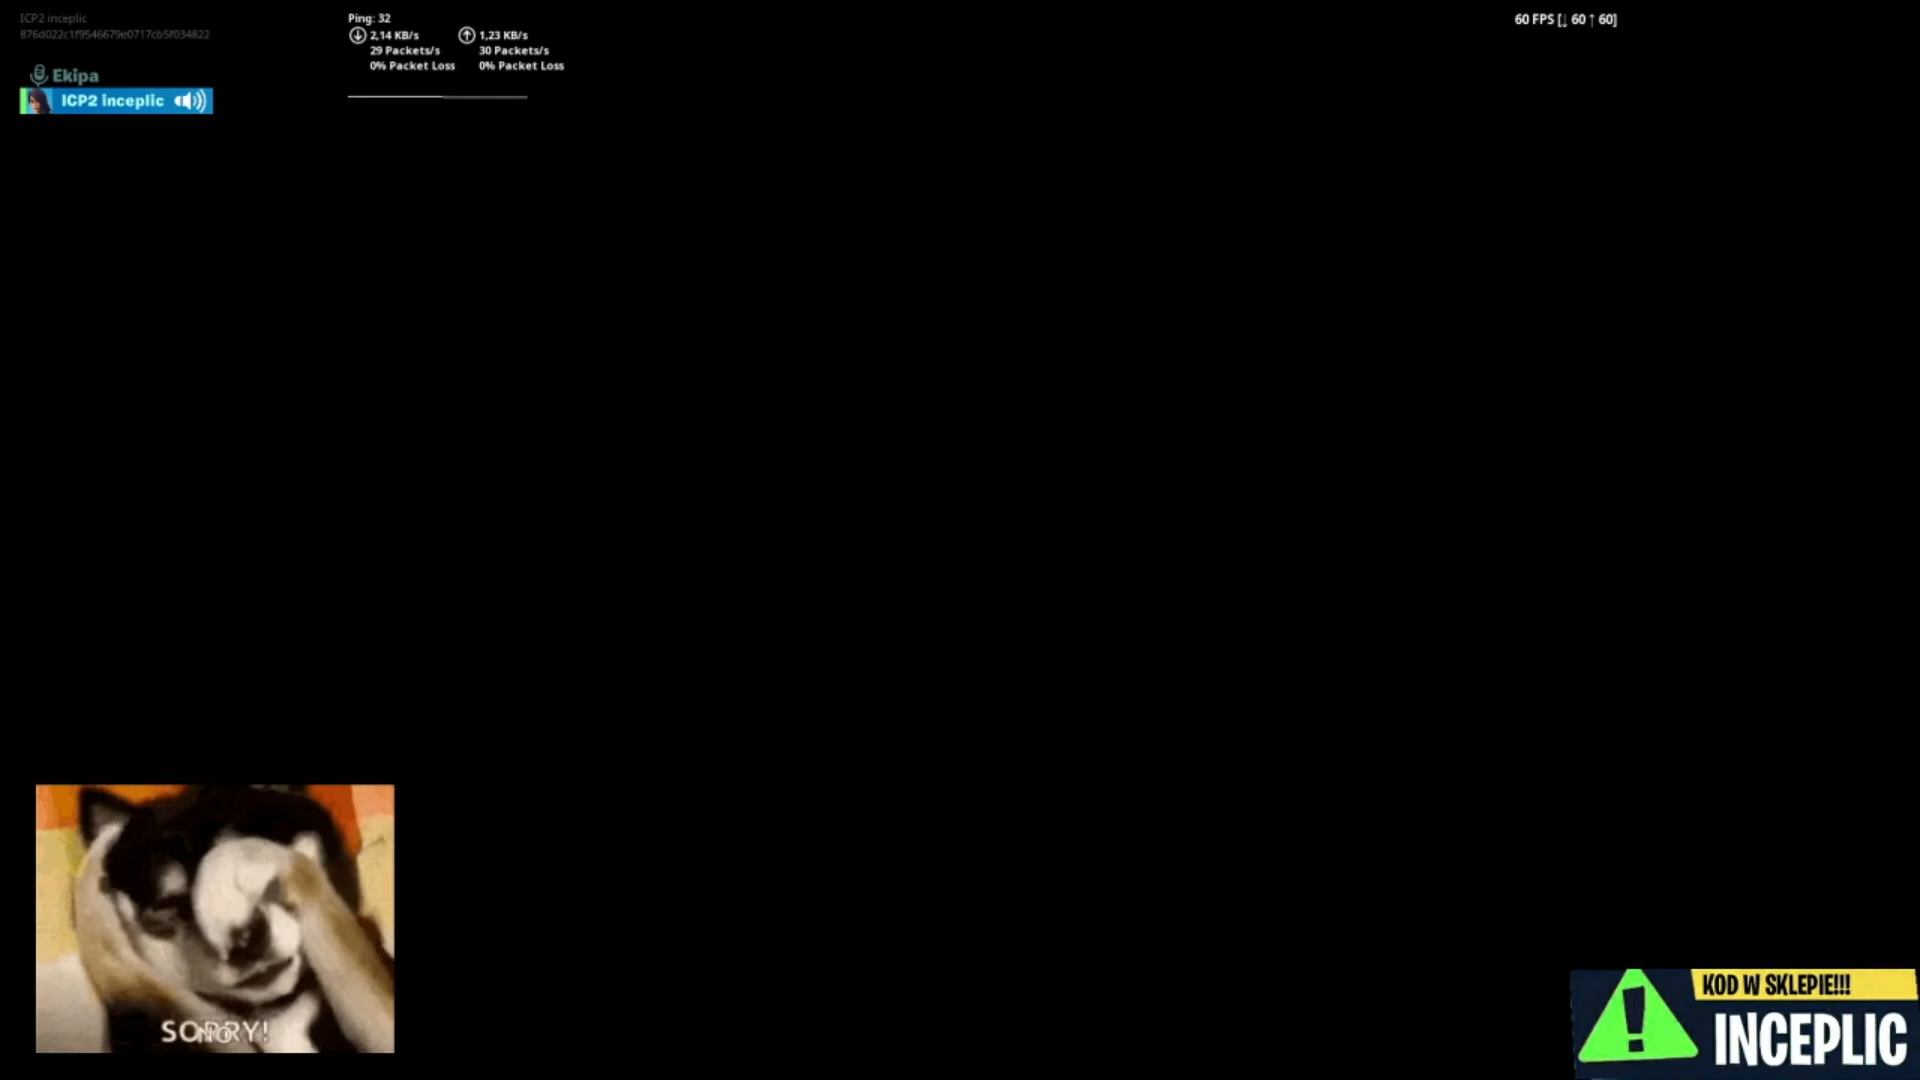 ICP2 inceplic
876d022c1f9546679e0717cb5f034822
Ekipa
ICP2 inceplic
Ping: 32
2,14 KB/s 1,23 KB/s
29 Packets/s 30 Packets/s
0% Packet Loss 0% Packet Loss
60 FPS [↓ 60 ↑ 60]
SORRY!
KOD W SKLEPIE!!!
INCEPLIC